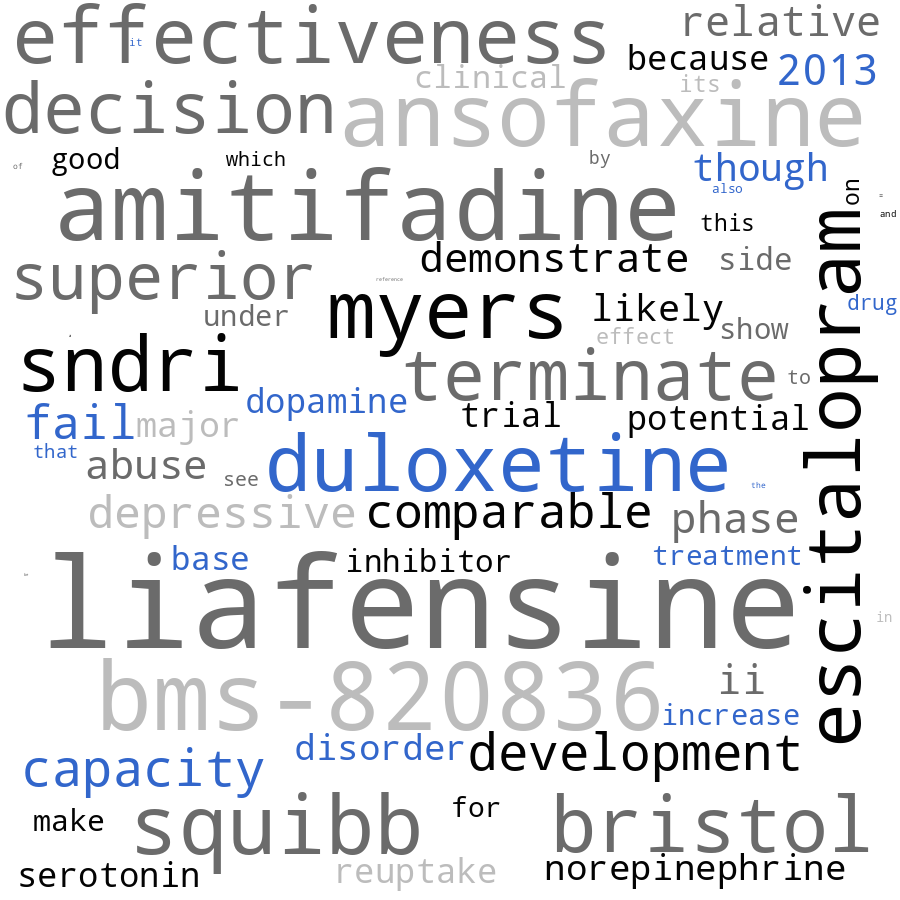 effectiveness
relative
it
because
2013
clinical
its
decision
ansofaxine
good
which
by
of
though
also
on
amitifadine
this
and
demonstrate
side
superior
reference
myers
likely
drug
under
effect
show
sndri
terminate
to
escitalopram
dopamine
trial
potential
fail
major
that
abuse
see
duloxetine
the
depressive
comparable
phase
base
inhibitor
treatment
liafensine
in
bms-820836
ii
increase
disorder
development
capacity
make
squibb
for
bristol
serotonin
reuptake
norepinephrine